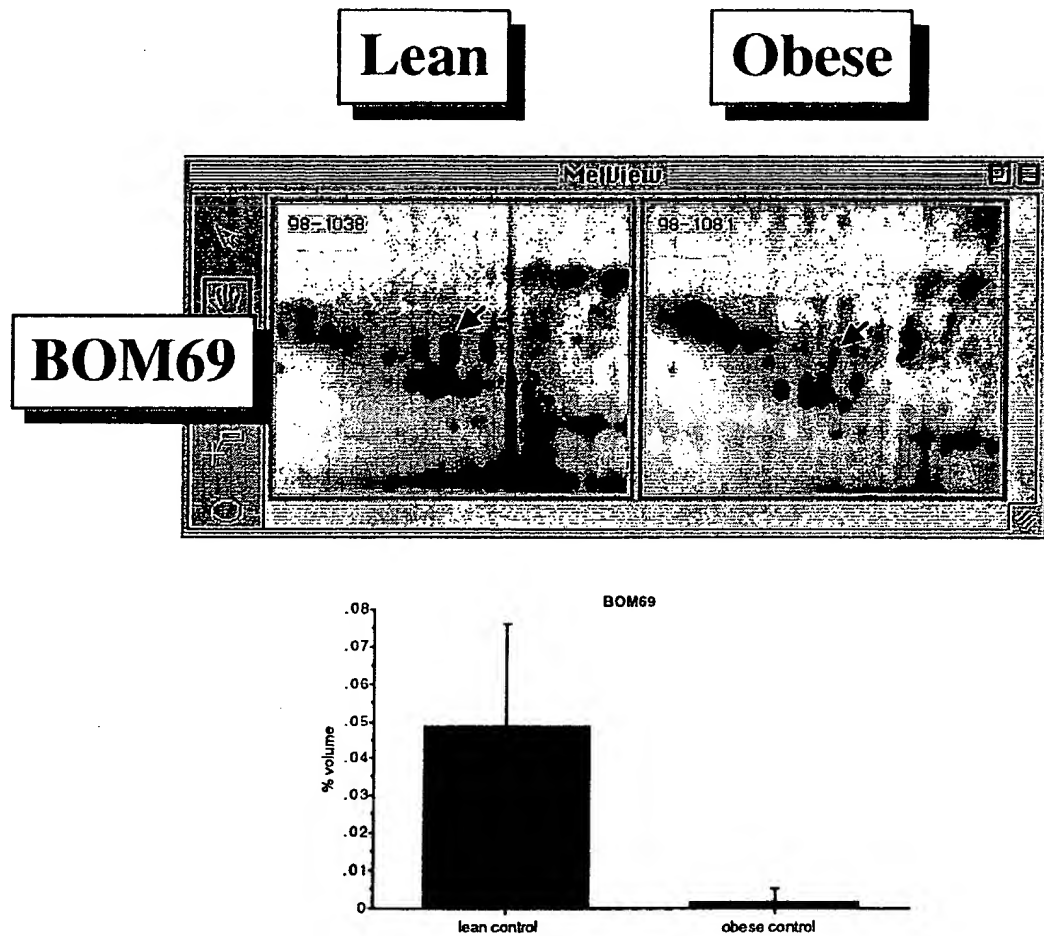 Lean
Obese
MelView
98-1038
98-1081
BOM69
BOM69
.08
.07
.06
.05
.04
.03
.02
.01
0
% volume
lean control
obese control